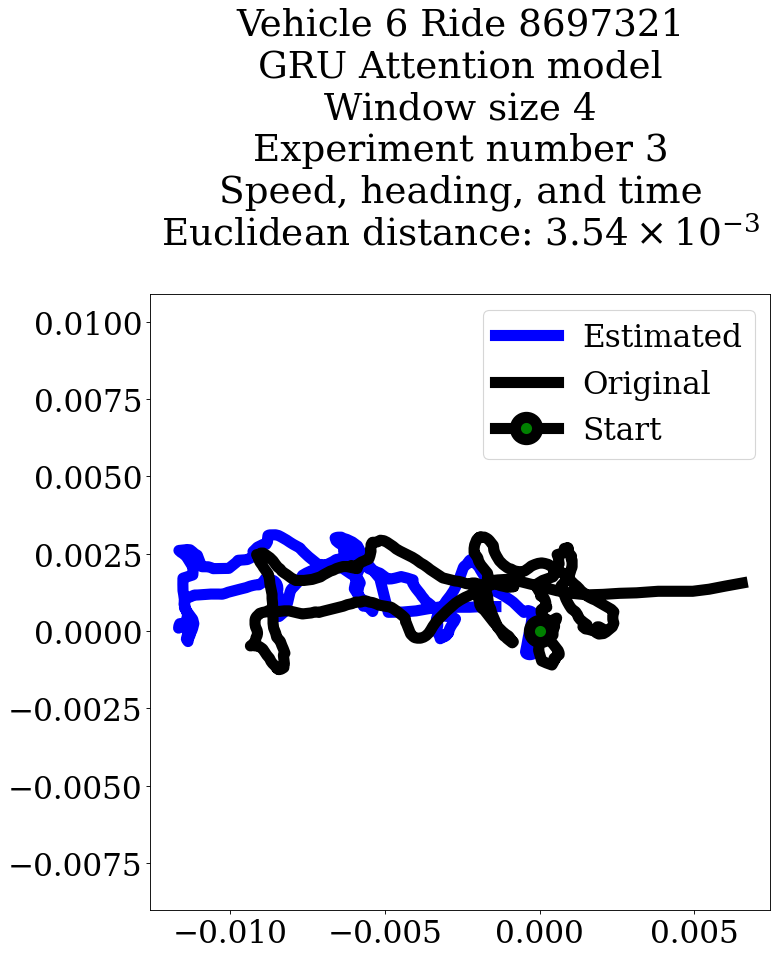 Vehicle 6 Ride 8697321
GRU Attention model
Window size 4
Experiment number 3
Speed, heading, and time
Euclidean distance: 3.54 × 10⁻³
Estimated
Original
Start
0.0100
0.0075
0.0050
0.0025
0.0000
−0.0025
−0.0050
−0.0075
−0.010 −0.005 0.000 0.005